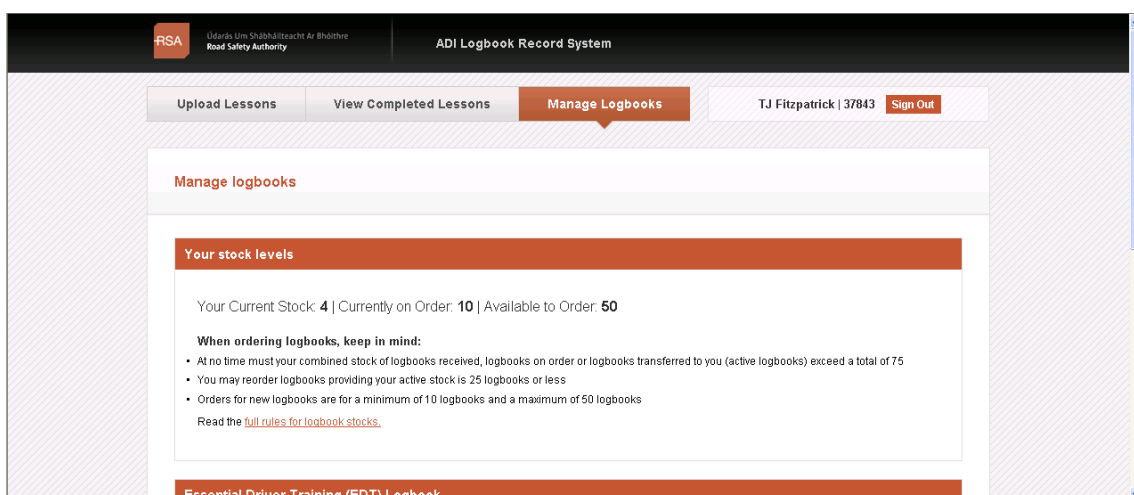 RSA
Údarás Um Shábháilteacht Ar Bhóithre
Road Safety Authority
ADI Logbook Record System
Upload Lessons
View Completed Lessons
Manage Logbooks
TJ Fitzpatrick | 37843
Sign Out
Manage logbooks
Your stock levels
Your Current Stock: 4 | Currently on Order: 10 | Available to Order: 50
When ordering logbooks, keep in mind:
• At no time must your combined stock of logbooks received, logbooks on order or logbooks transferred to you (active logbooks) exceed a total of 75
• You may reorder logbooks providing your active stock is 25 logbooks or less
• Orders for new logbooks are for a minimum of 10 logbooks and a maximum of 50 logbooks
Read the full rules for logbook stocks.
Essential Driver Training (EDT) Logbook